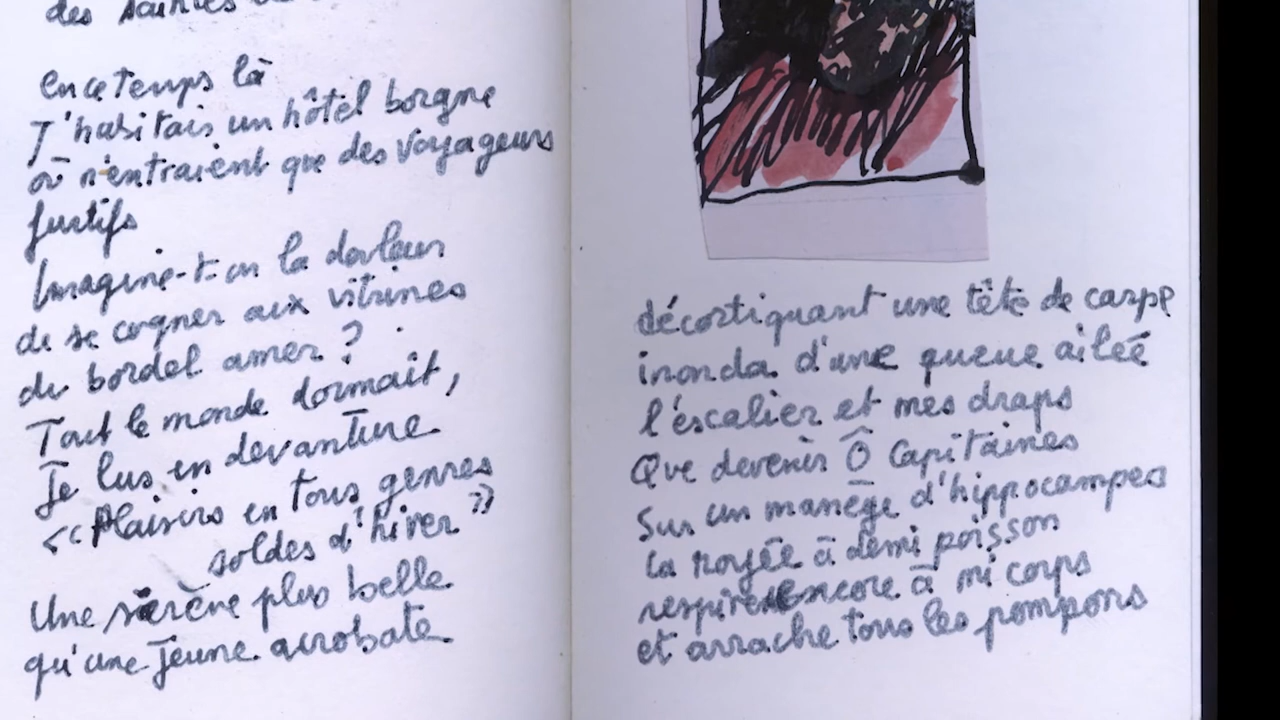 des saintes de
En ce temps là
J'habitais un hôtel borgne
où n'entraient que des voyageurs
furtifs
Imagine-t-on la douleur
de se cogner aux vitrines
du bordel amer ?
Tout le monde dormait,
Je lus en devanture
«Plaisirs en tous genres
soldes d'hiver»
Une sirène plus belle
qu'une jeune acrobate
décortiquant une tête de carpe
inonda d'une queue ailée
l'escalier et mes draps
Que devenir Ô Capitaines
Sur un manège d'hippocampes
la noyée à demi poisson
respire encore à mi corps
et arrache tous les pompons